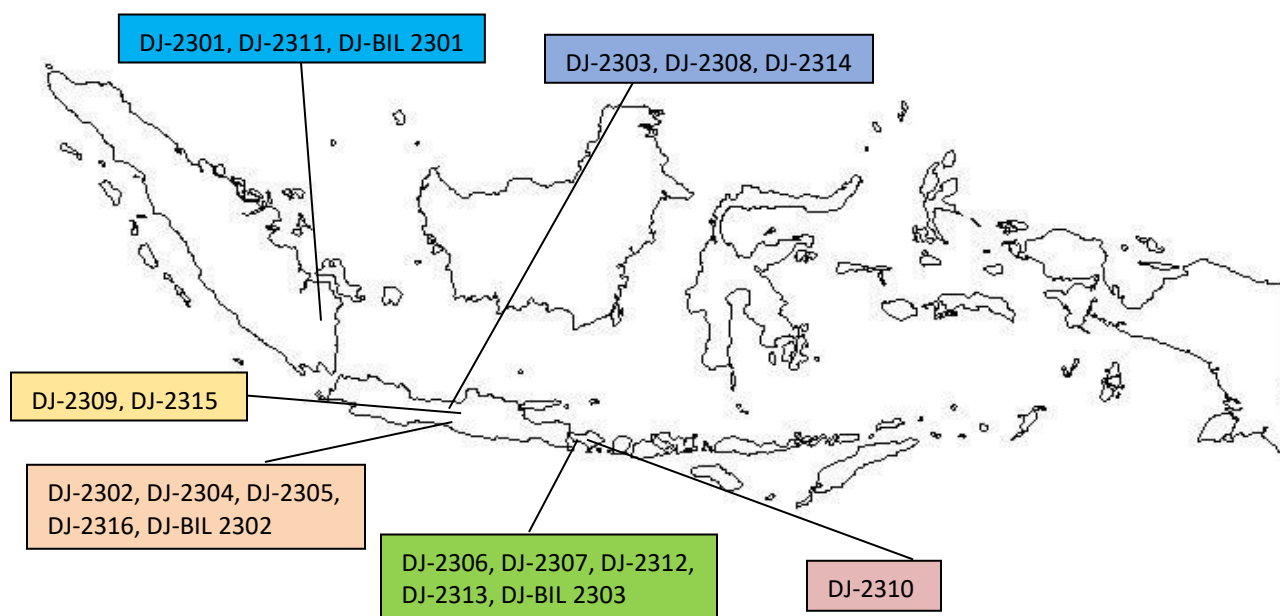 DJ-2301, DJ-2311, DJ-BIL 2301
DJ-2303, DJ-2308, DJ-2314
DJ-2309, DJ-2315
DJ-2302, DJ-2304, DJ-2305,
DJ-2316, DJ-BIL 2302
DJ-2306, DJ-2307, DJ-2312,
DJ-2313, DJ-BIL 2303
DJ-2310